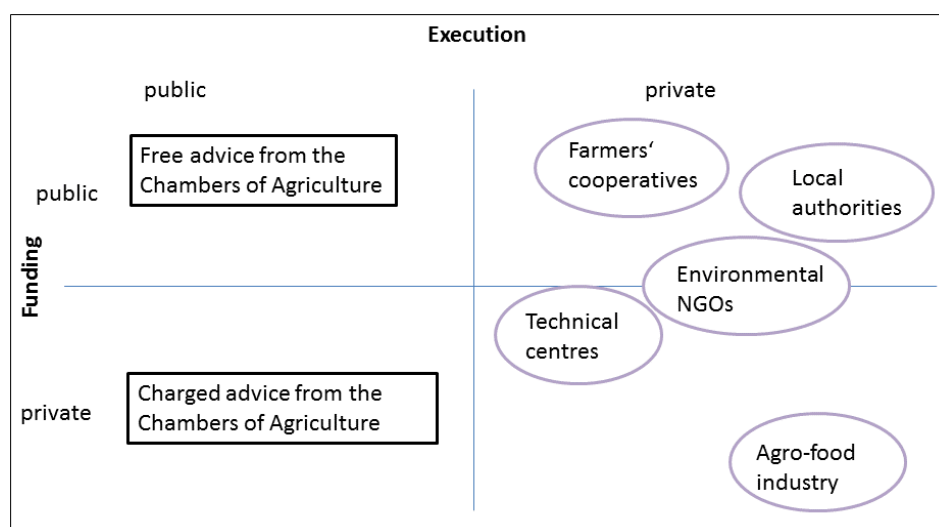 Execution
public
private
Free advice from the
Chambers of Agriculture
Farmers‘
cooperatives
Local
authorities
public
Funding
Environmental
NGOs
Technical
centres
private
Charged advice from the
Chambers of Agriculture
Agro-food
industry